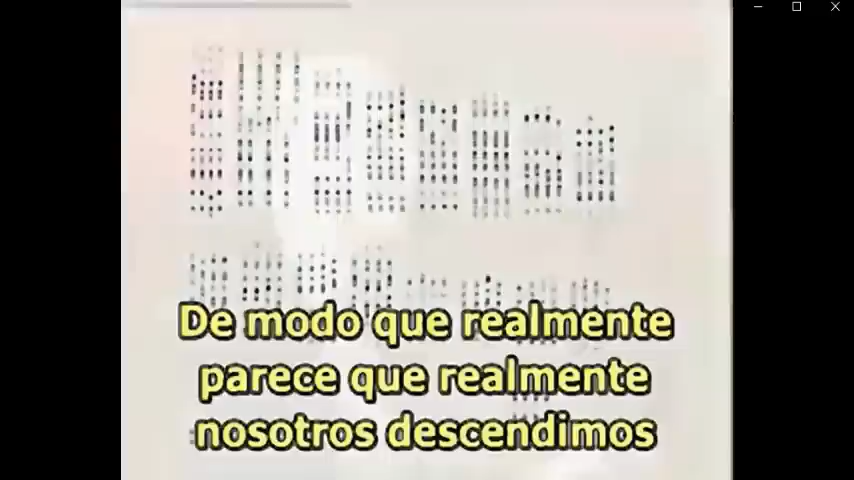 De modo que realmente
parece que realmente
nosotros descendimos